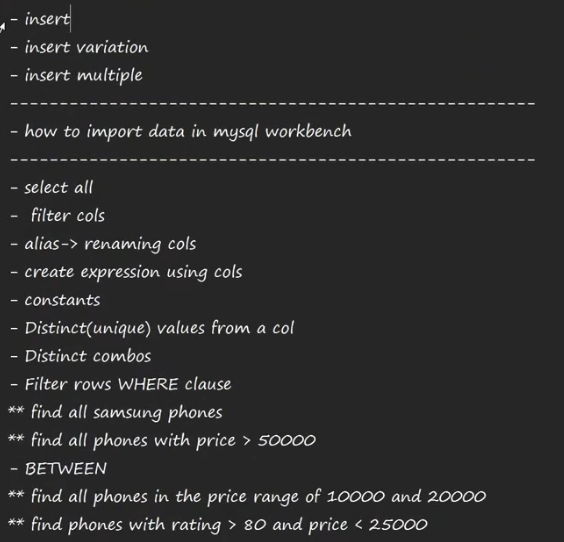 - insert
- insert variation
- insert multiple
-----------------------------------------------------
- how to import data in mysql workbench
-----------------------------------------------------
- select all
-  filter cols
- alias-> renaming cols
- create expression using cols
- constants
- Distinct(unique) values from a col
- Distinct combos
- Filter rows WHERE clause
** find all samsung phones
** find all phones with price > 50000
- BETWEEN
** find all phones in the price range of 10000 and 20000
** find phones with rating > 80 and price < 25000